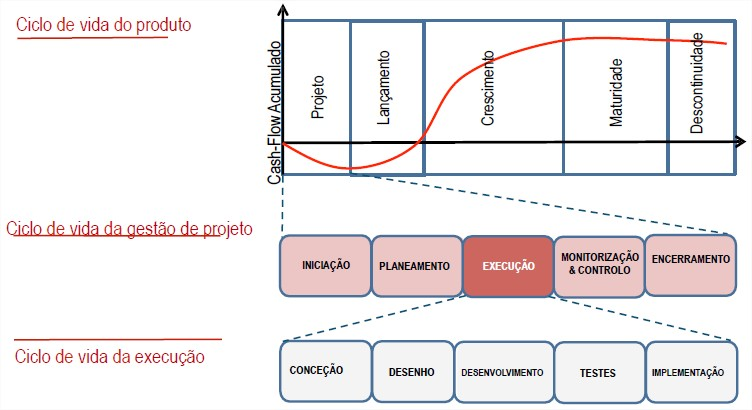 Ciclo de vida do produto
Cash-Flow Acumulado
Projeto
Lançamento
Crescimento
Maturidade
Descontinuidade
Ciclo de vida da gestão de projeto
INICIAÇÃO
PLANEAMENTO
EXECUÇÃO
MONITORIZAÇÃO
& CONTROLO
ENCERRAMENTO
Ciclo de vida da execução
CONCEÇÃO
DESENHO
DESENVOLVIMENTO
TESTES
IMPLEMENTAÇÃO